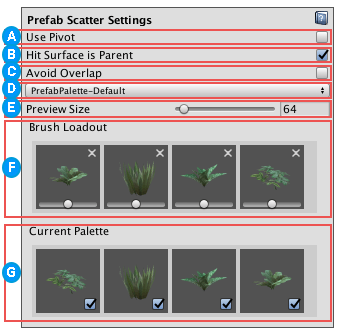 Prefab Scatter Settings
A Use Pivot
B Hit Surface is Parent
C Avoid Overlap
D PrefabPalette-Default
E Preview Size 64
Brush Loadout
F
Current Palette
G